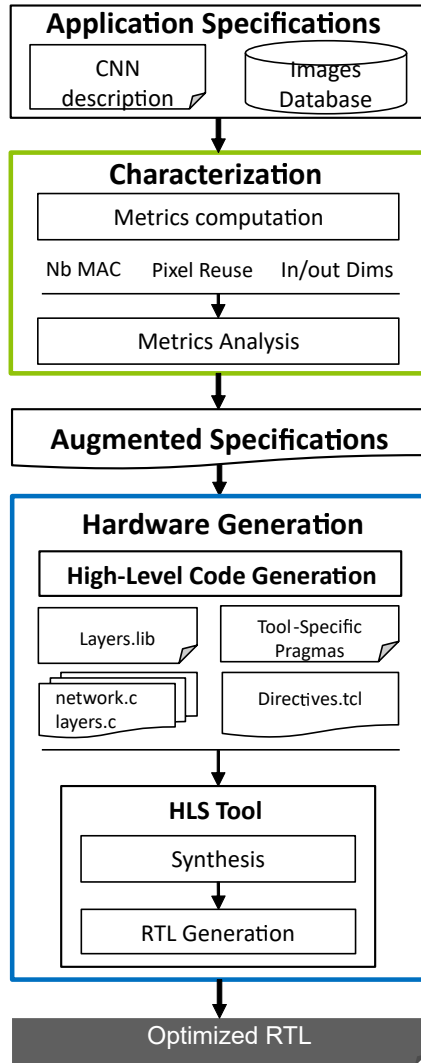 Application Specifications
CNN
description
Images
Database
Characterization
Metrics computation
Nb MAC
Pixel Reuse
In/out Dims
Metrics Analysis
Augmented Specifications
Hardware Generation
High-Level Code Generation
Layers.lib
Tool-Specific
Pragmas
network.c
layers.c
Directives.tcl
HLS Tool
Synthesis
RTL Generation
Optimized RTL